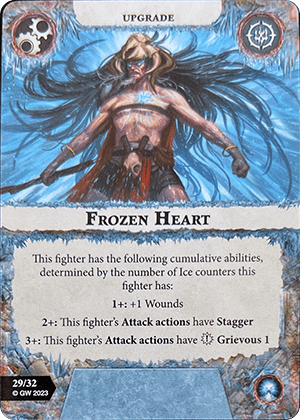 UPGRADE
FROZEN HEART
This fighter has the following cumulative abilities,
determined by the number of Ice counters this
fighter has:
1+: +1 Wounds
2+: This fighter's Attack actions have Stagger
3+: This fighter's Attack actions have Grievous 1
29/32
© GW 2023